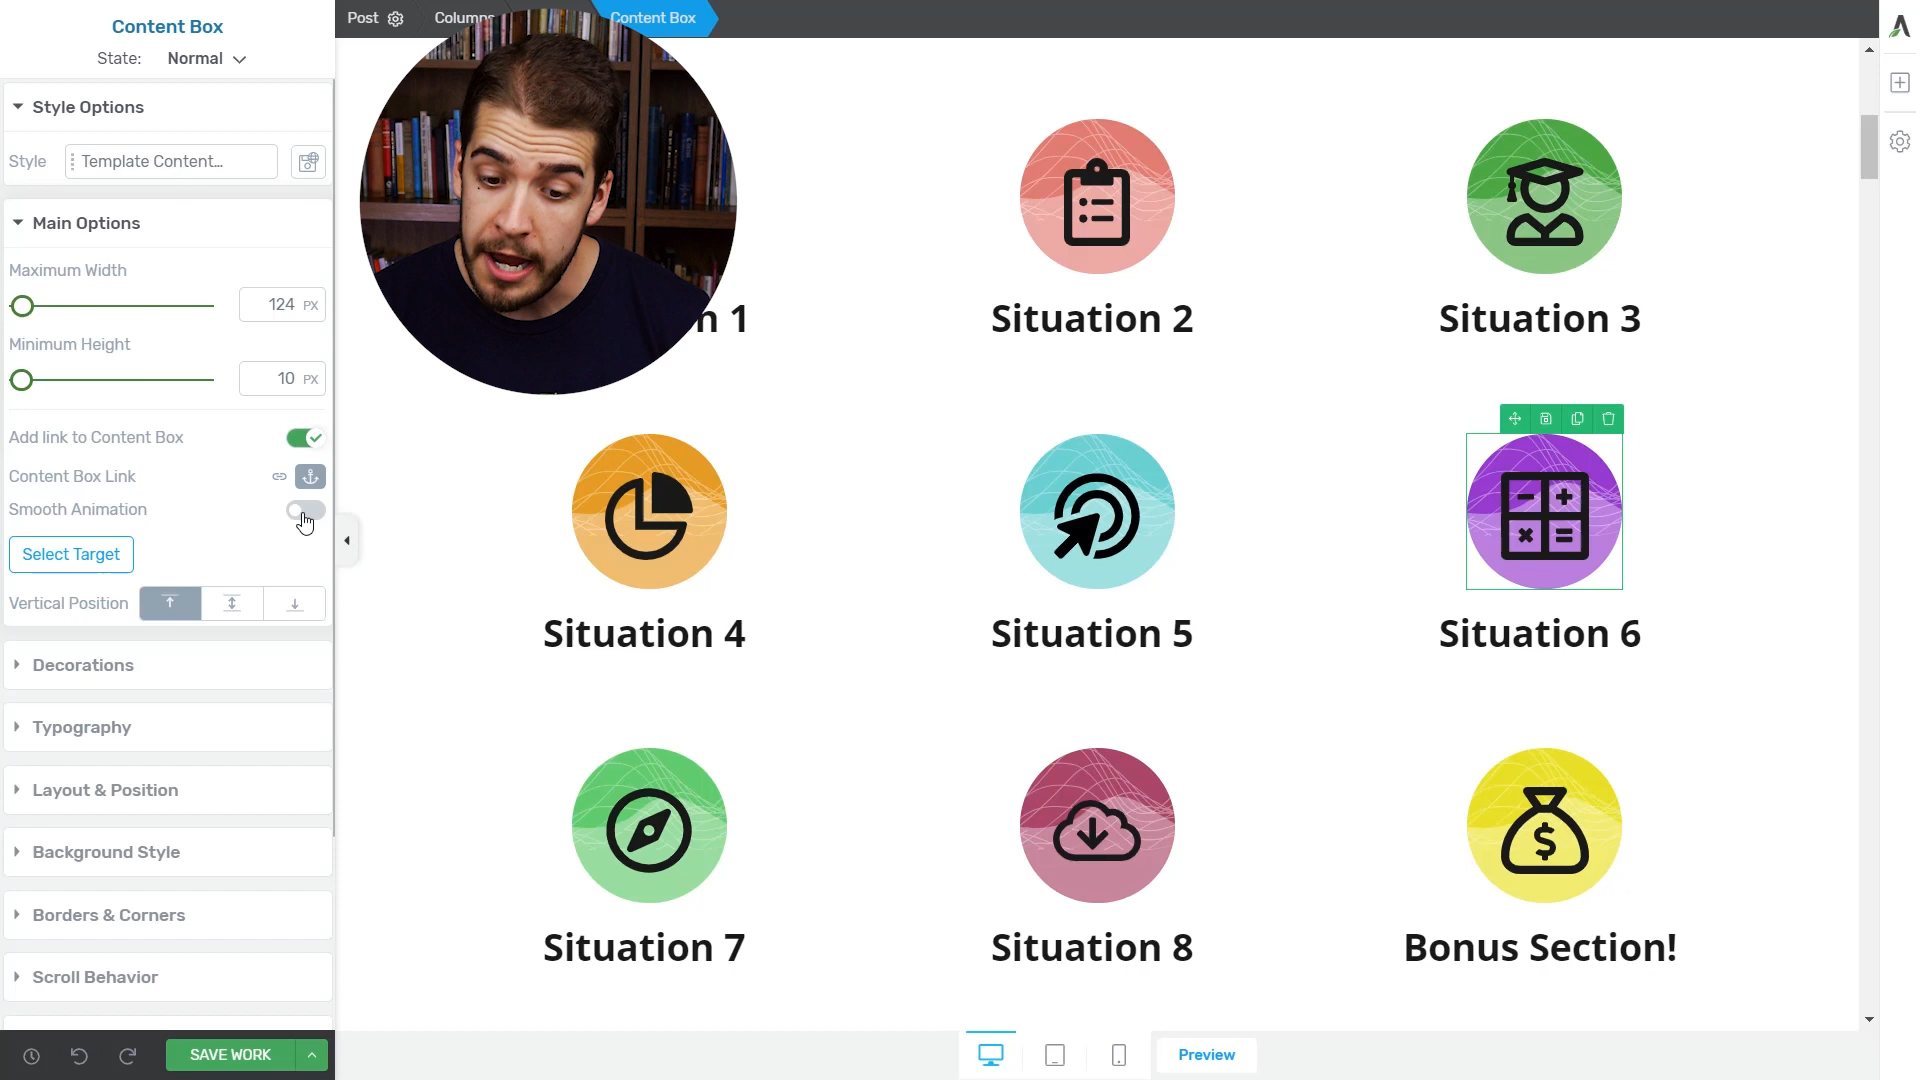 Content Box
State: Normal
Style Options
Style Template Content...
Main Options
Maximum Width
124 PX
Minimum Height
10 PX
Add link to Content Box
Content Box Link
Smooth Animation
Select Target
Vertical Position
Decorations
Typography
Layout & Position
Background Style
Borders & Corners
Scroll Behavior
SAVE WORK
Post Columns Content Box
n 1
Situation 2
Situation 3
Situation 4
Situation 5
Situation 6
Situation 7
Situation 8
Bonus Section!
Preview